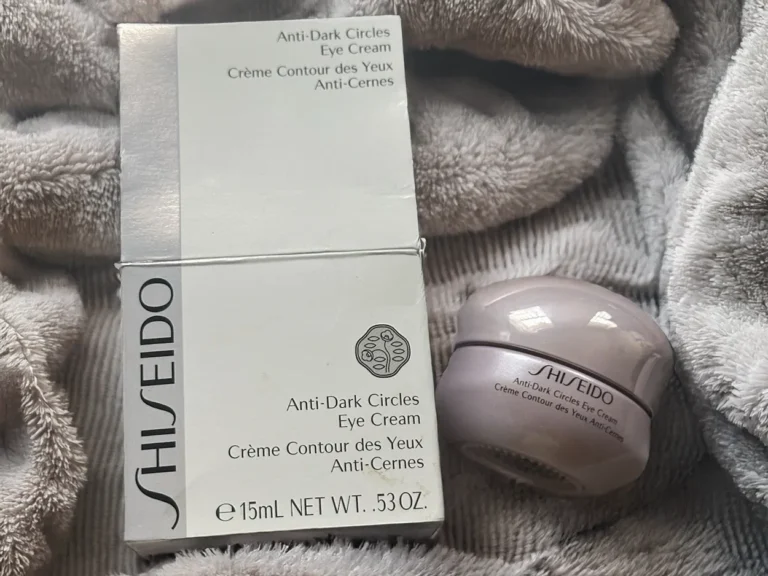 Anti-Dark Circles
Eye Cream
Crème Contour des Yeux
Anti-Cernes
SHISEIDO
Anti-Dark Circles
Eye Cream
Crème Contour des Yeux
Anti-Cernes
℮ 15mL NET WT. .53 OZ.
SHISEIDO
Anti-Dark Circles Eye Cream
Crème Contour des Yeux Anti-Cernes